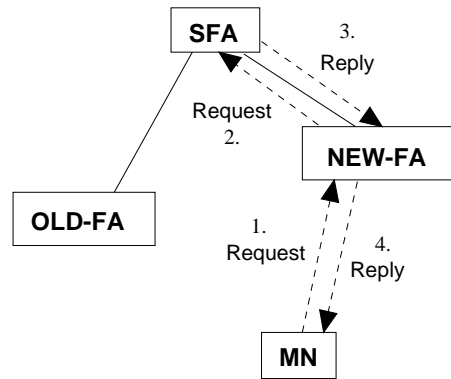 SFA
3.
Reply
Request
2.
NEW-FA
OLD-FA
1.
Request
4.
Reply
MN